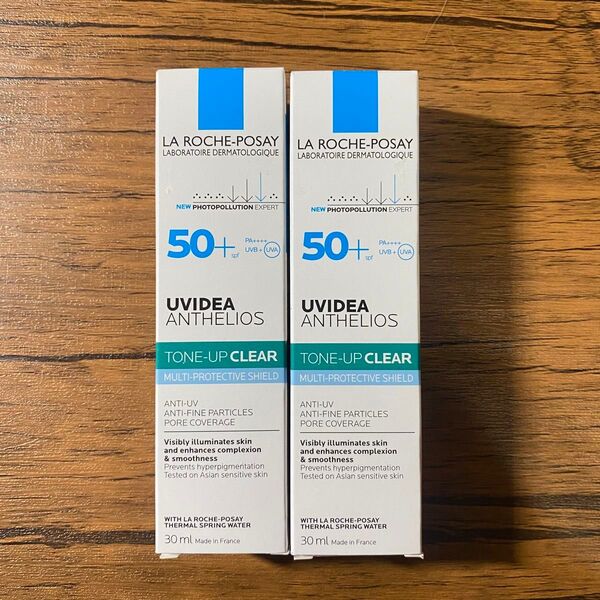 LA ROCHE-POSAY
LABORATOIRE DERMATOLOGIQUE
NEW PHOTOPOLLUTION EXPERT
50+ spf
PA++++
UVB + UVA
UVIDEA
ANTHELIOS
TONE-UP CLEAR
MULTI-PROTECTIVE SHIELD
ANTI-UV
ANTI-FINE PARTICLES
PORE COVERAGE
Visibly illuminates skin
and enhances complexion
& smoothness
Prevents hyperpigmentation
Tested on Asian sensitive skin
WITH LA ROCHE-POSAY
THERMAL SPRING WATER
30 ml Made in France
LA ROCHE-POSAY
LABORATOIRE DERMATOLOGIQUE
NEW PHOTOPOLLUTION EXPERT
50+ spf
PA++++
UVB + UVA
UVIDEA
ANTHELIOS
TONE-UP CLEAR
MULTI-PROTECTIVE SHIELD
ANTI-UV
ANTI-FINE PARTICLES
PORE COVERAGE
Visibly illuminates skin
and enhances complexion
& smoothness
Prevents hyperpigmentation
Tested on Asian sensitive skin
WITH LA ROCHE-POSAY
THERMAL SPRING WATER
30 ml Made in France